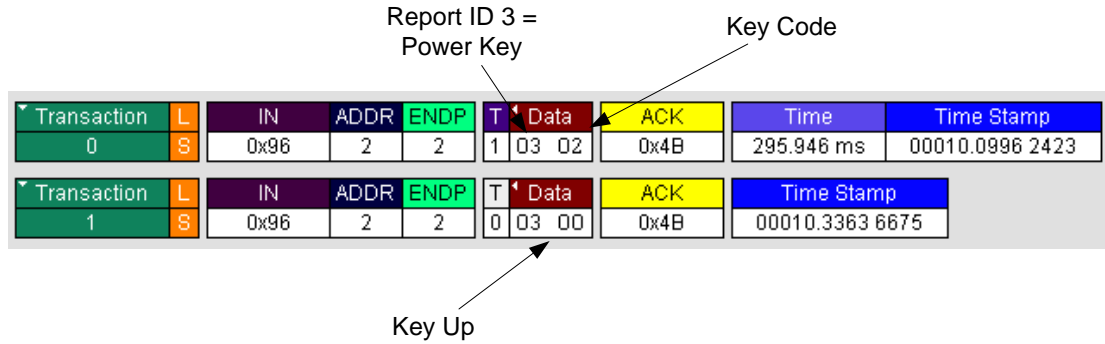 Report ID 3 =
Power Key
Key Code
Transaction L IN ADDR ENDP T Data ACK Time Time Stamp
0 S 0x96 2 2 1 03 02 0x4B 295.946 ms 00010.0996 2423
Transaction L IN ADDR ENDP T Data ACK Time Stamp
1 S 0x96 2 2 0 03 00 0x4B 00010.3363 6675
Key Up